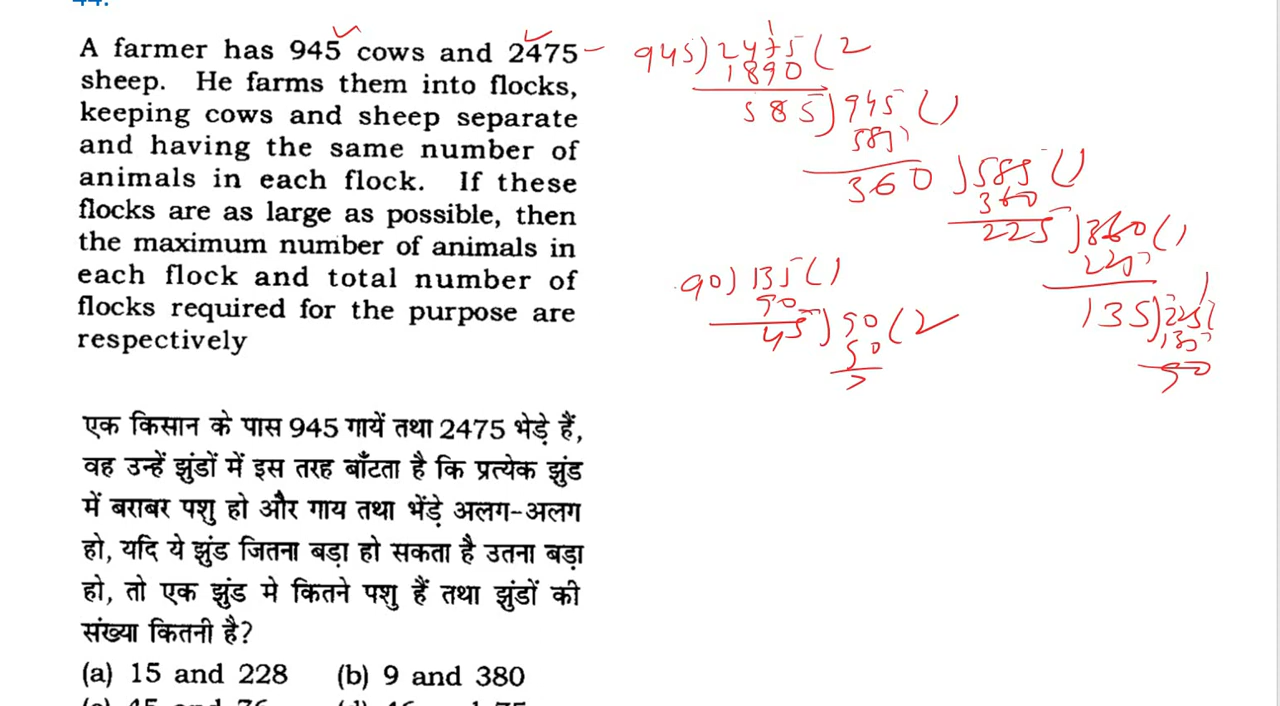 44.
A farmer has 945 cows and 2475
sheep. He farms them into flocks,
keeping cows and sheep separate
and having the same number of
animals in each flock. If these
flocks are as large as possible, then
the maximum number of animals in
each flock and total number of
flocks required for the purpose are
respectively
एक किसान के पास 945 गायें तथा 2475 भेड़े हैं,
वह उन्हें झुंडों में इस तरह बाँटता है कि प्रत्येक झुंड
में बराबर पशु हो और गाय तथा भेंड़े अलग-अलग
हो, यदि ये झुंड जितना बड़ा हो सकता है उतना बड़ा
हो, तो एक झुंड मे कितने पशु हैं तथा झुंडों की
संख्या कितनी है?
(a) 15 and 228 (b) 9 and 380
945) 2475 (2
1890
585) 945 (1
585
360 ) 585 (1
360
225 ) 360 (1
225
135) 225 (1
135
90
90) 135 (1
90
45) 90 (2
90